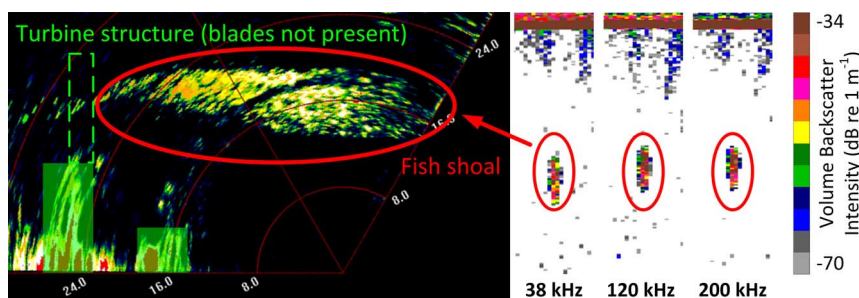 Turbine structure (blades not present)
24.0
16.0
Fish shoal
8.0
24.0
16.0
8.0
-34
Volume Backscatter
Intensity (dB re 1 m⁻¹)
-70
38 kHz
120 kHz
200 kHz